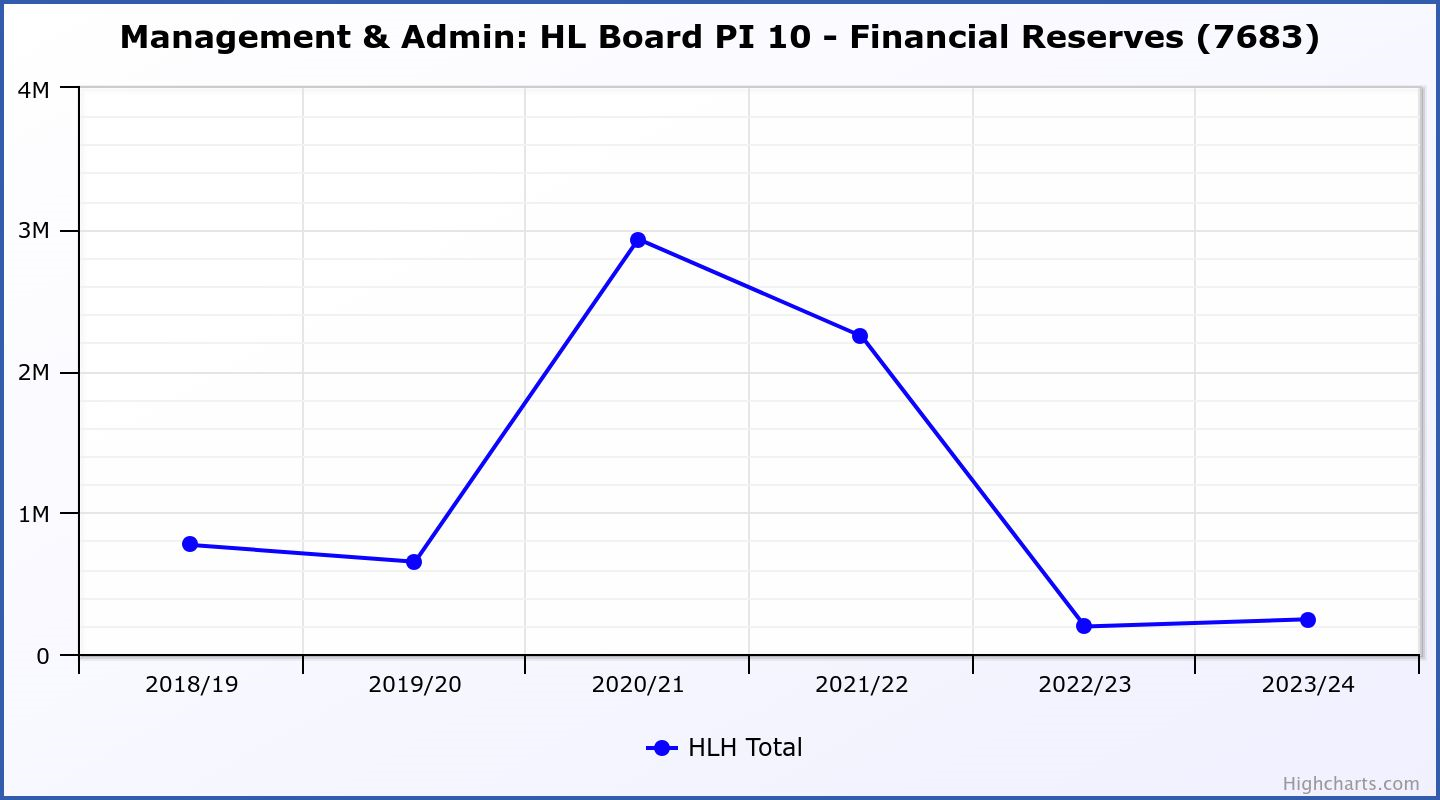 Management & Admin: HL Board PI 10 - Financial Reserves (7683)
4M
3M
2M
1M
0
2018/19 2019/20 2020/21 2021/22 2022/23 2023/24
HLH Total
Highcharts.com